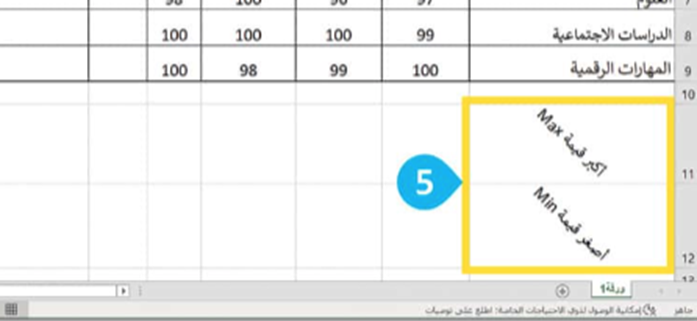 العلوم 97 96 100 98 7
8 الدراسات الاجتماعية 99 100 100 100
9 المهارات الرقمية 100 99 98 100
10
11 أكبر قيمة Max
5
12 أصغر قيمة Min
ورقة1
جاهز إمكانية الوصول لذوي الاحتياجات الخاصة: اطلع على توصيات